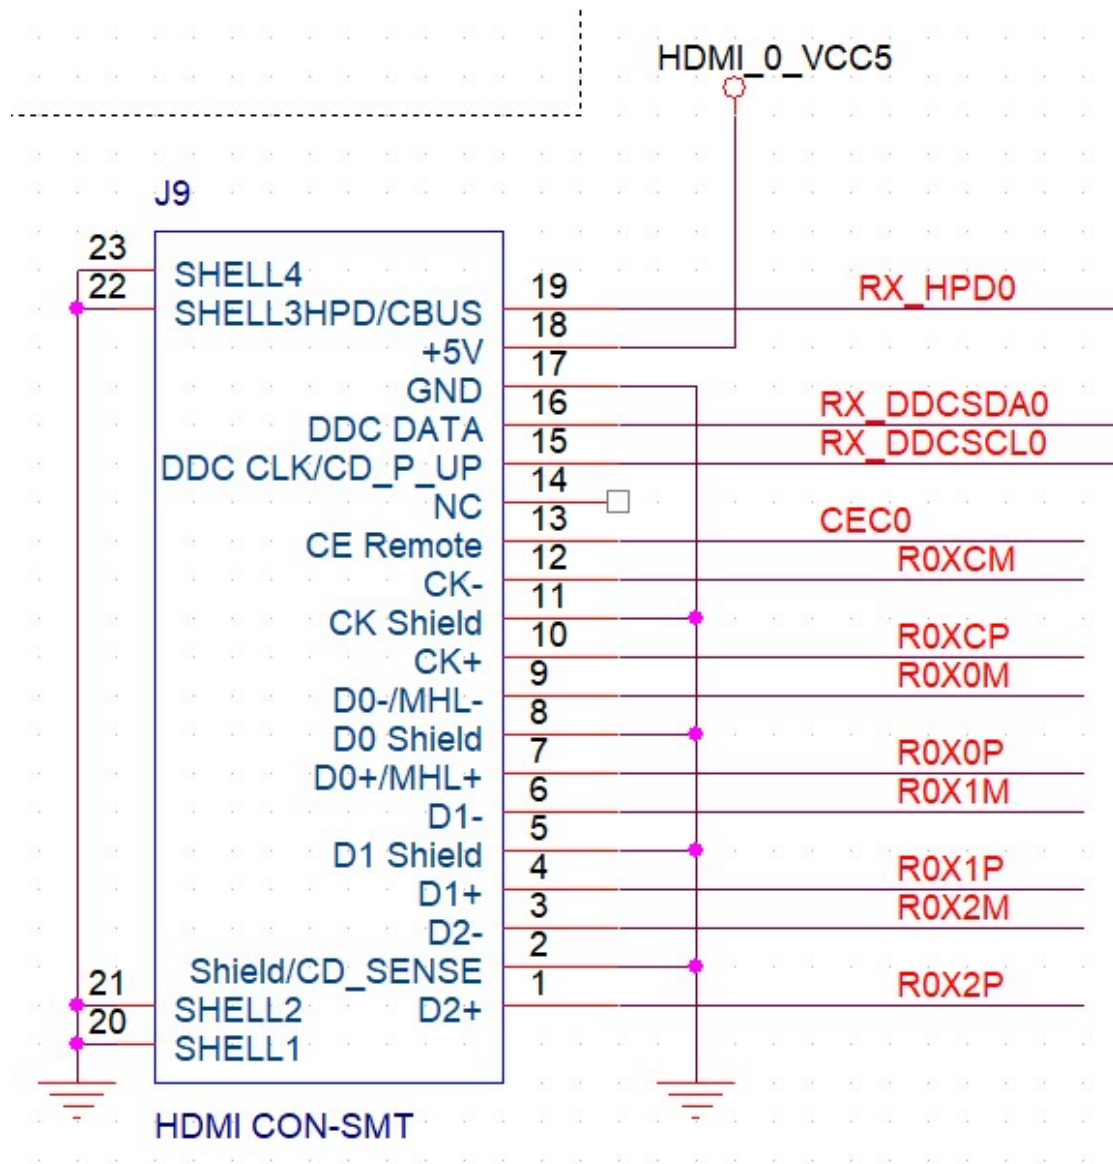 HDMI_0_VCC5
J9
23
SHELL4
22
SHELL3
HPD/CBUS
19
RX_HPD0
+5V
18
GND
17
DDC DATA
16
RX_DDCSDA0
DDC CLK/CD_P_UP
15
RX_DDCSCL0
NC
14
CE Remote
13
CEC0
CK-
12
R0XCM
CK Shield
11
CK+
10
R0XCP
D0-/MHL-
9
R0X0M
D0 Shield
8
D0+/MHL+
7
R0X0P
D1-
6
R0X1M
D1 Shield
5
D1+
4
R0X1P
D2-
3
R0X2M
Shield/CD_SENSE
2
21
SHELL2
D2+
1
R0X2P
20
SHELL1
HDMI CON-SMT